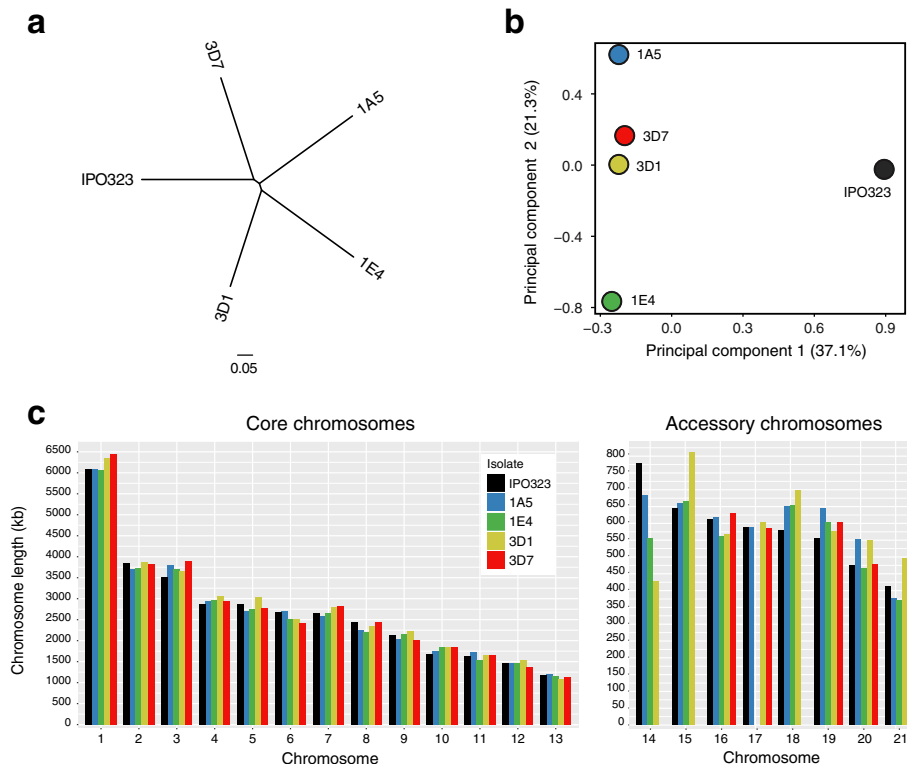 a
3D7
1A5
IPO323
1E4
3D1
0.05
b
1A5
3D7
3D1
IPO323
1E4
0.4
0.0
−0.4
−0.8
−0.3 0.0 0.3 0.6 0.9
Principal component 2 (21.3%)
Principal component 1 (37.1%)
c
Core chromosomes
6500
6000
5500
5000
4500
4000
3500
3000
2500
2000
1500
1000
500
0
Chromosome length (kb)
Isolate
IPO323
1A5
1E4
3D1
3D7
1 2 3 4 5 6 7 8 9 10 11 12 13
Chromosome
Accessory chromosomes
800
750
700
650
600
550
500
450
400
350
300
250
200
150
100
50
0
14 15 16 17 18 19 20 21
Chromosome